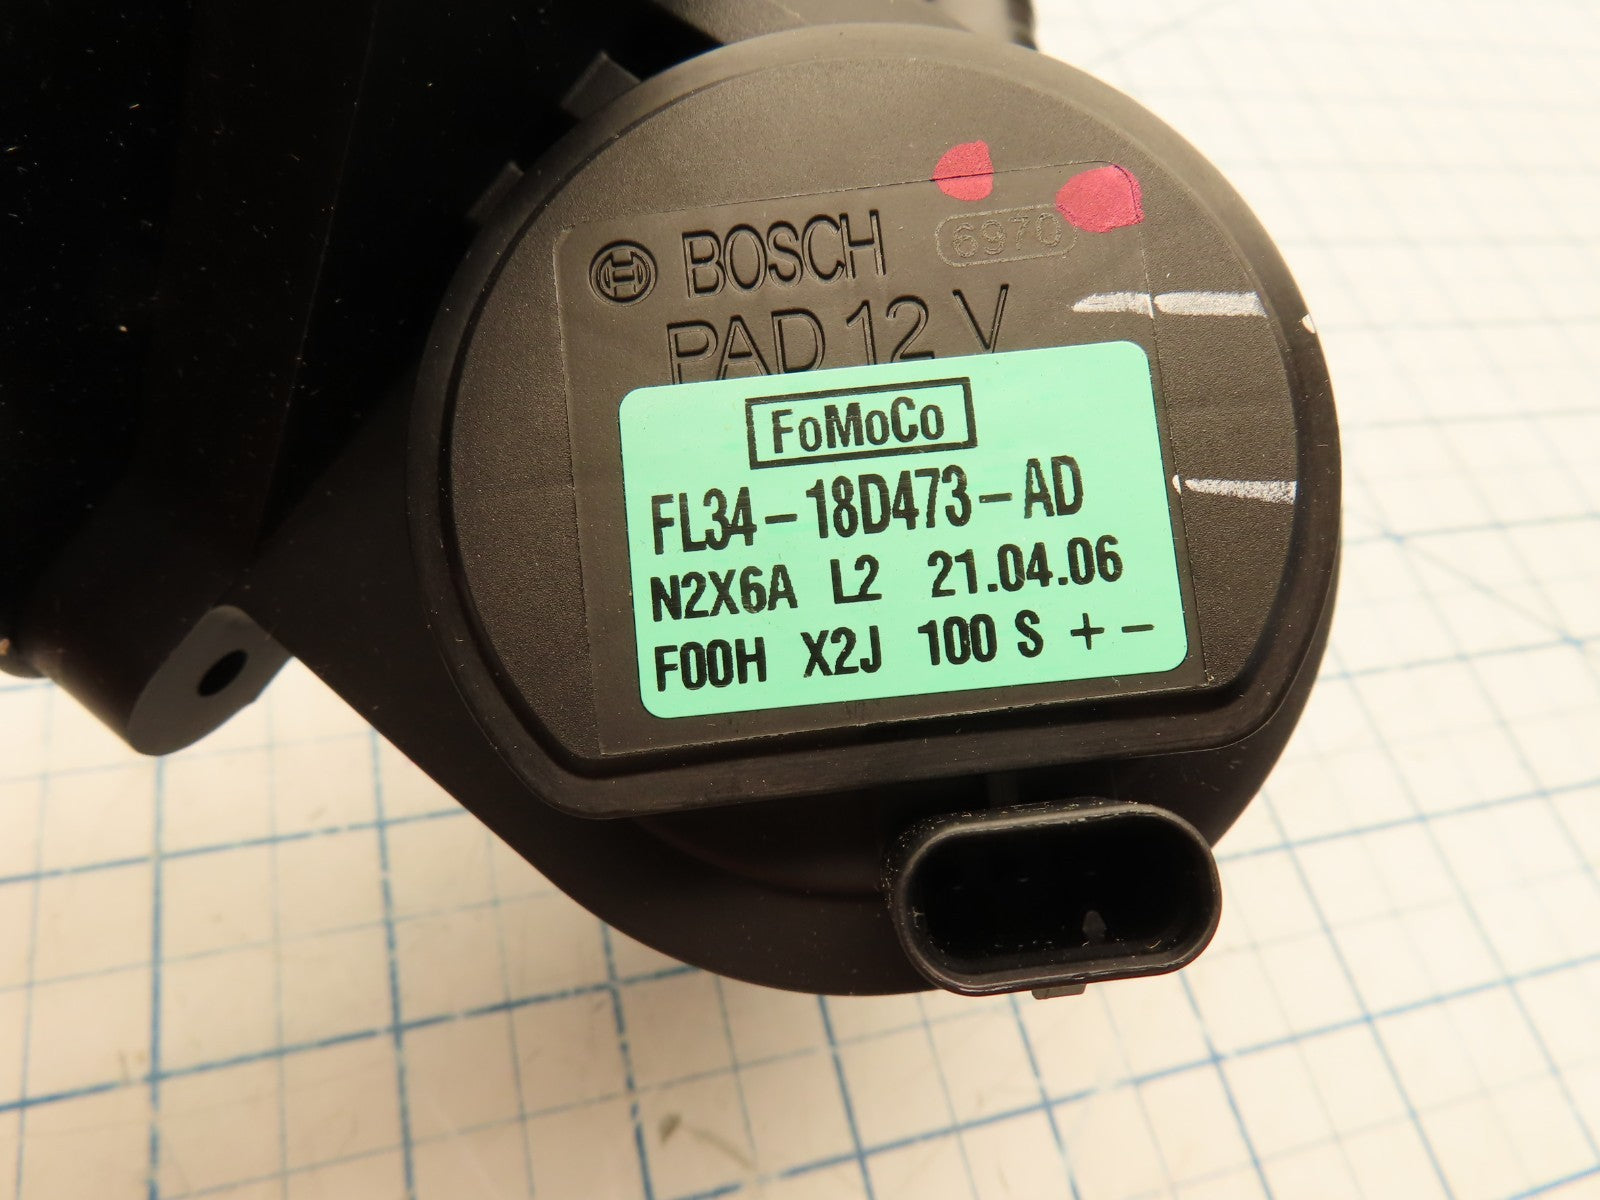 BOSCH 6970
PAD 12 V
FoMoCo
FL34-18D473-AD
N2X6A L2 21.04.06
F00H X2J 100 S + -